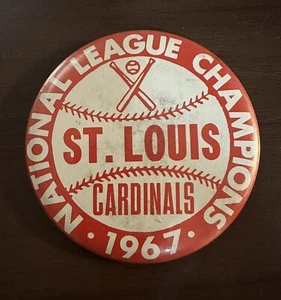 NATIONAL LEAGUE CHAMPIONS
ST. LOUIS
CARDINALS
· 1967 ·